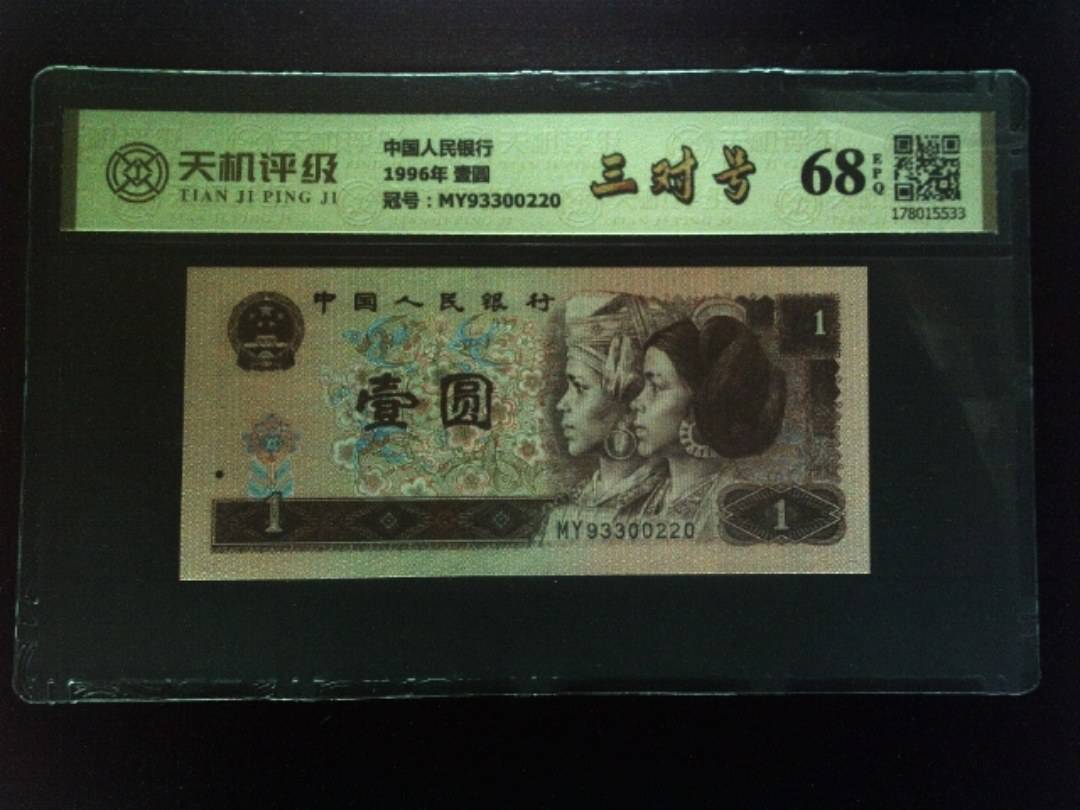 天机评级
TIAN JI PING JI
中国人民银行
1996年 壹圆
冠号：MY93300220
三对号
68
EPQ
178015533
中国人民银行
1
壹圆
1
MY93300220
1